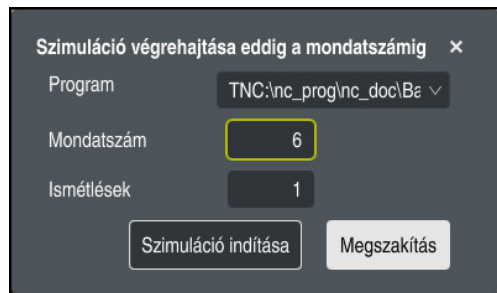 Szimuláció végrehajtása eddig a mondatszámig ×
Program TNC:\nc_prog\nc_doc\Ba
Mondatszám 6
Ismétlések 1
Szimuláció indítása Megszakítás